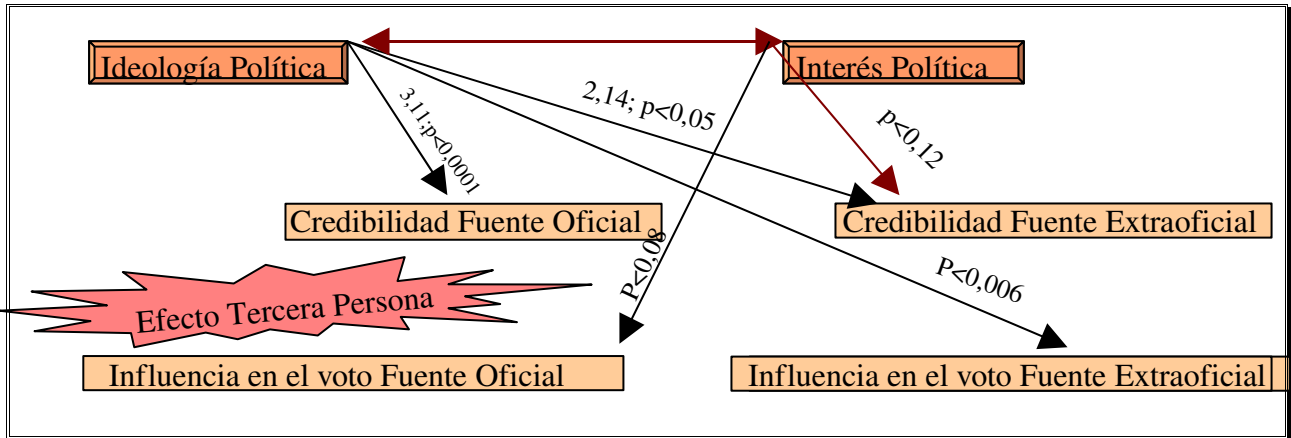 Ideología Política
Interés Política
3,11;p<0,0001
2,14; p<0,05
p<0,12
Credibilidad Fuente Oficial
Credibilidad Fuente Extraoficial
P<0,08
P<0,006
Efecto Tercera Persona
Influencia en el voto Fuente Oficial
Influencia en el voto Fuente Extraoficial